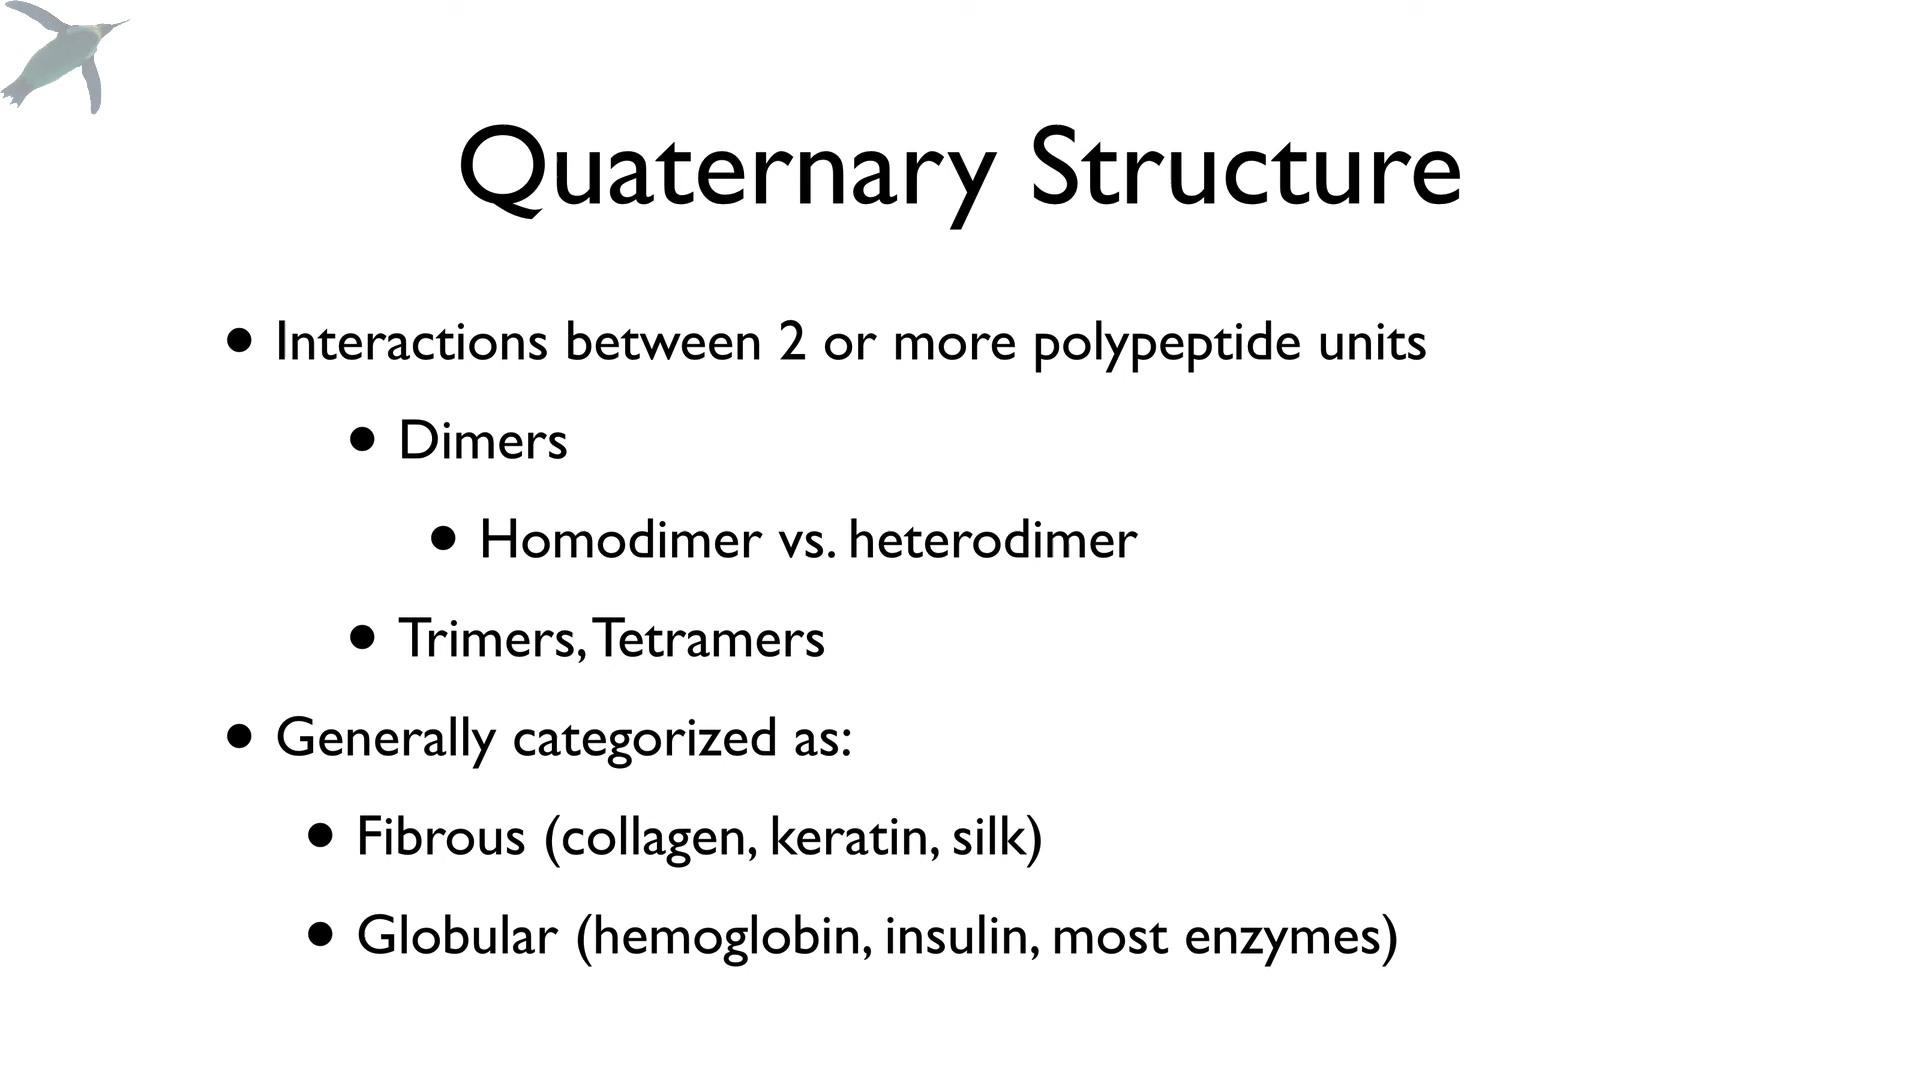 Quaternary Structure
• Interactions between 2 or more polypeptide units
• Dimers
• Homodimer vs. heterodimer
• Trimers, Tetramers
• Generally categorized as:
• Fibrous (collagen, keratin, silk)
• Globular (hemoglobin, insulin, most enzymes)